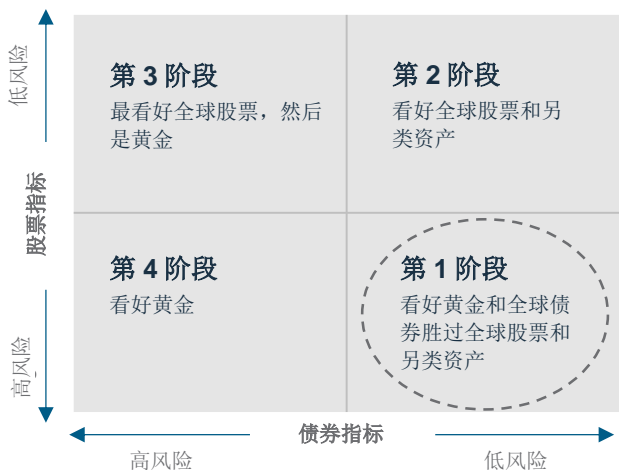 低风险
股票指标
高风险
第 3 阶段
最看好全球股票，然后
是黄金
第 2 阶段
看好全球股票和另
类资产
第 4 阶段
看好黄金
第 1 阶段
看好黄金和全球债
券胜过全球股票和
另类资产
债券指标
高风险
低风险